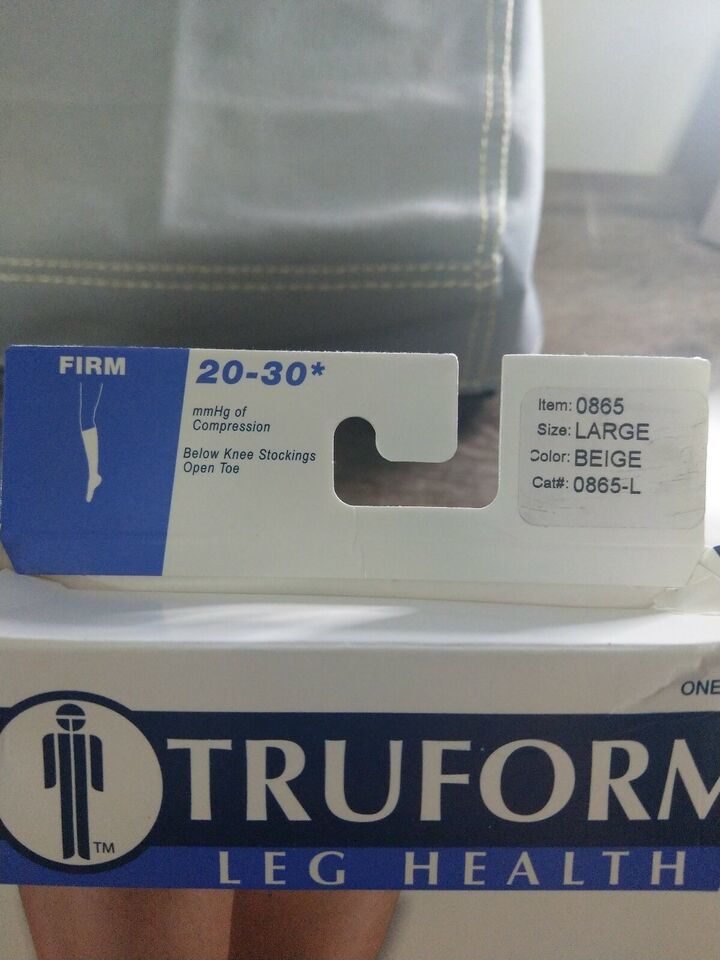 FIRM
20-30*
mmHg of
Compression
Below Knee Stockings
Open Toe
Item: 0865
Size: LARGE
Color: BEIGE
Cat#: 0865-L
ONE
TRUFORM
TM
LEG HEALTH